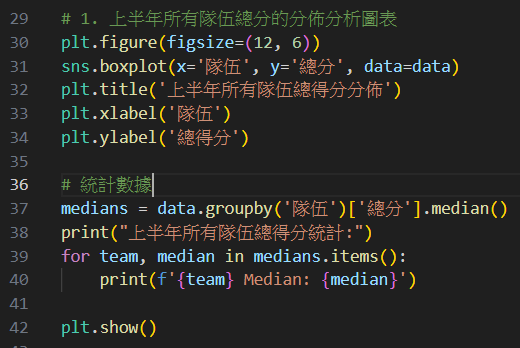 29 # 1. 上半年所有隊伍總分的分佈分析圖表
30 plt.figure(figsize=(12, 6))
31 sns.boxplot(x='隊伍', y='總分', data=data)
32 plt.title('上半年所有隊伍總得分分佈')
33 plt.xlabel('隊伍')
34 plt.ylabel('總得分')
35
36 # 統計數據
37 medians = data.groupby('隊伍')['總分'].median()
38 print("上半年所有隊伍總得分統計:")
39 for team, median in medians.items():
40     print(f'{team} Median: {median}')
41
42 plt.show()